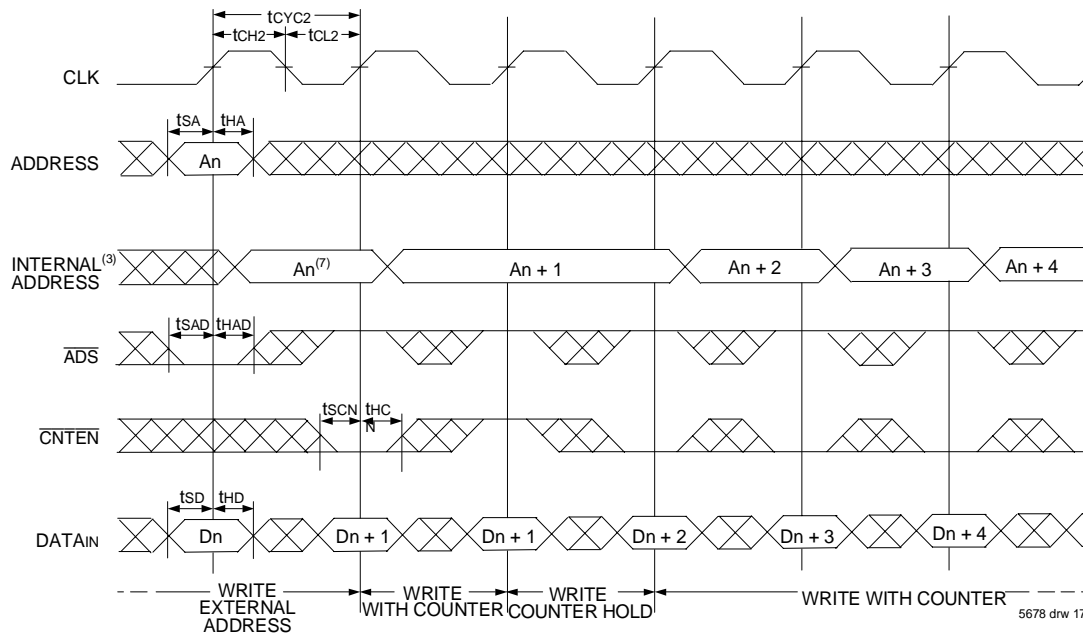 tCYC2
tCH2 tCL2
CLK
tSA tHA
ADDRESS An
INTERNAL(3)
ADDRESS
An(7) An + 1 An + 2 An + 3 An + 4
tSAD tHAD
ADS
tSCN tHC
N
CNTEN
tSD tHD
DATAIN Dn Dn + 1 Dn + 1 Dn + 2 Dn + 3 Dn + 4
WRITE
EXTERNAL
ADDRESS
WRITE
WITH COUNTER
WRITE
COUNTER HOLD
WRITE WITH COUNTER
5678 drw 17